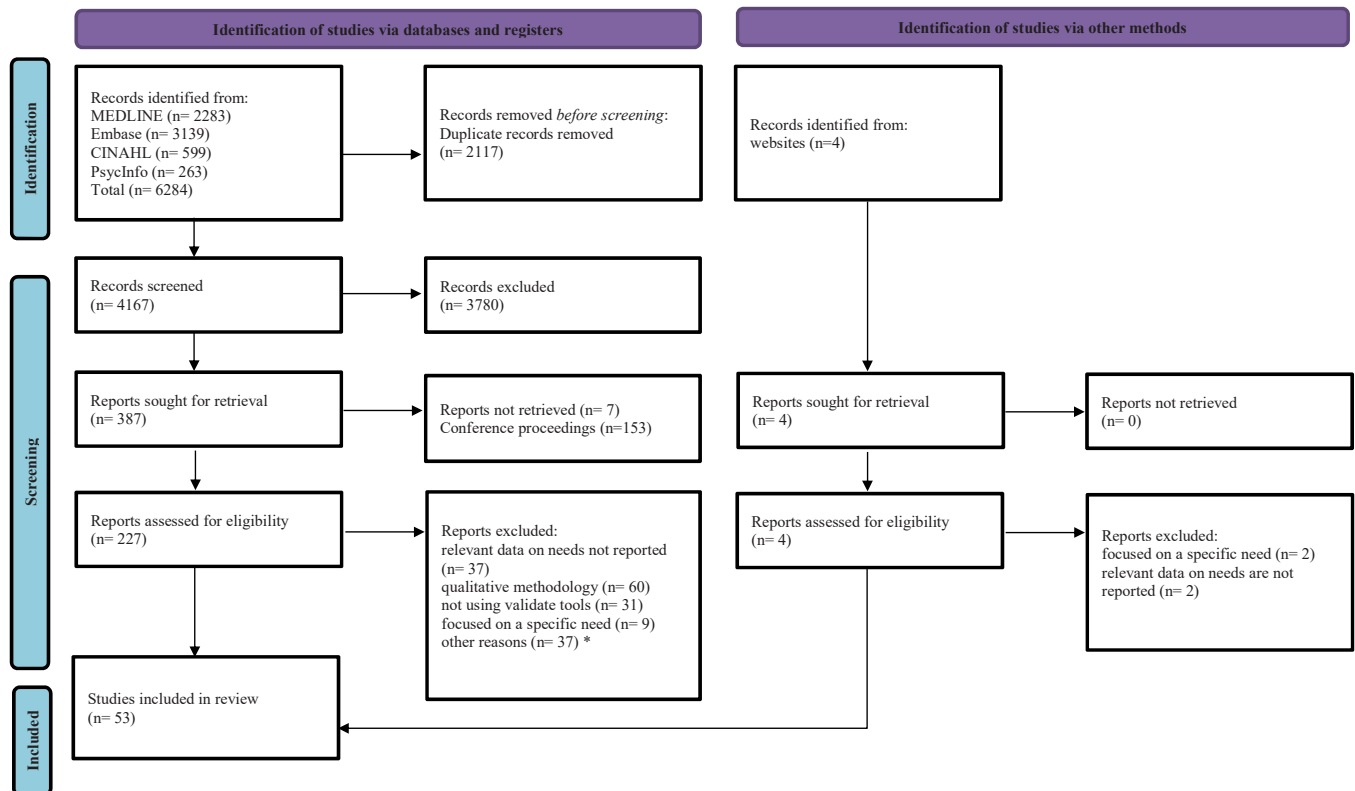 Identification of studies via databases and registers
Identification of studies via other methods
Identification
Records identified from:
MEDLINE (n= 2283)
Embase (n= 3139)
CINAHL (n= 599)
PsycInfo (n= 263)
Total (n= 6284)
Records removed before screening:
Duplicate records removed
(n= 2117)
Records identified from:
websites (n=4)
Screening
Records screened
(n= 4167)
Records excluded
(n= 3780)
Reports sought for retrieval
(n= 387)
Reports not retrieved (n= 7)
Conference proceedings (n=153)
Reports sought for retrieval
(n= 4)
Reports not retrieved
(n= 0)
Reports assessed for eligibility
(n= 227)
Reports excluded:
relevant data on needs not reported
(n= 37)
qualitative methodology (n= 60)
not using validate tools (n= 31)
focused on a specific need (n= 9)
other reasons (n= 37) *
Reports assessed for eligibility
(n= 4)
Reports excluded:
focused on a specific need (n= 2)
relevant data on needs are not
reported (n= 2)
Included
Studies included in review
(n= 53)